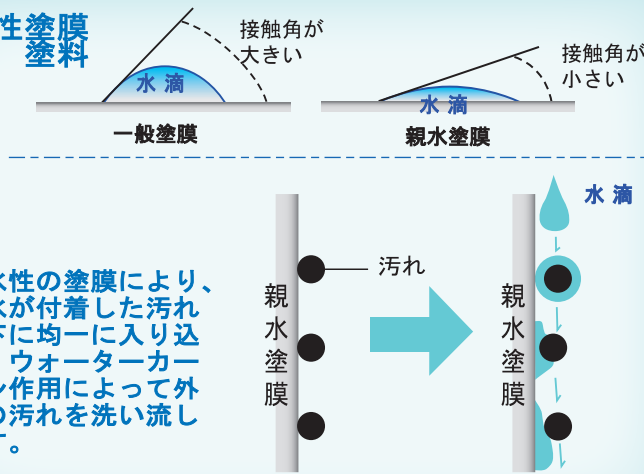 性塗膜
塗料
接触角が
大きい
水滴
一般塗膜
接触角が
小さい
水滴
親水塗膜
水性の塗膜により、
水が付着した汚れ
下に均一に入り込
ウォーターカー
ン作用によって外
の汚れを洗い流し
す。
親水塗膜
汚れ
親水塗膜
水滴